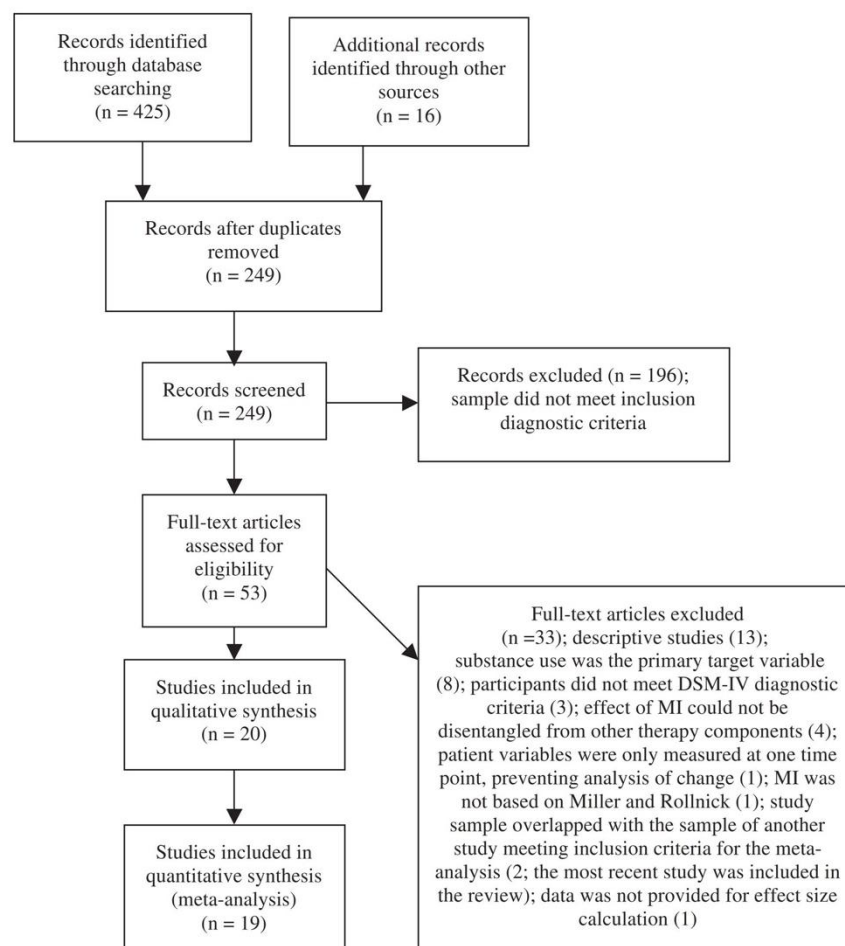 Records identified
through database
searching
(n = 425)
Additional records
identified through other
sources
(n = 16)
Records after duplicates
removed
(n = 249)
Records screened
(n = 249)
Records excluded (n = 196);
sample did not meet inclusion
diagnostic criteria
Full-text articles
assessed for
eligibility
(n = 53)
Full-text articles excluded
(n =33); descriptive studies (13);
substance use was the primary target variable
(8); participants did not meet DSM-IV diagnostic
criteria (3); effect of MI could not be
disentangled from other therapy components (4);
patient variables were only measured at one time
point, preventing analysis of change (1); MI was
not based on Miller and Rollnick (1); study
sample overlapped with the sample of another
study meeting inclusion criteria for the meta-
analysis (2; the most recent study was included in
the review); data was not provided for effect size
calculation (1)
Studies included in
qualitative synthesis
(n = 20)
Studies included in
quantitative synthesis
(meta-analysis)
(n = 19)